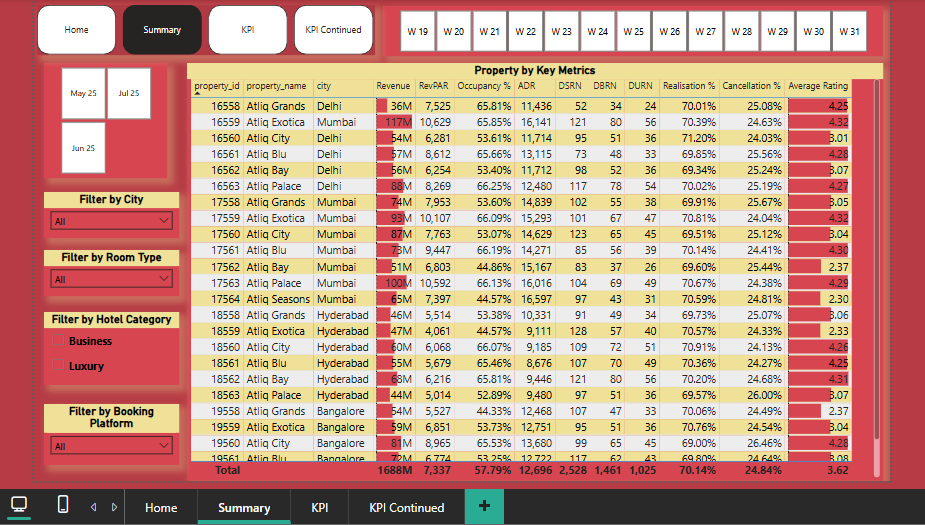 Home Summary KPI KPI Continued W 19 W 20 W 21 W 22 W 23 W 24 W 25 W 26 W 27 W 28 W 29 W 30 W 31
May 25 Jul 25
Jun 25
Filter by City
All
Filter by Room Type
All
Filter by Hotel Category
Business
Luxury
Filter by Booking
Platform
All
Property by Key Metrics
property_id property_name city Revenue RevPAR Occupancy % ADR DSRN DBRN DURN Realisation % Cancellation % Average Rating
16558 Atliq Grands Delhi 36M 7,525 65.81% 11,436 52 34 24 70.01% 25.08% 4.25
16559 Atliq Exotica Mumbai 117M 10,629 65.85% 16,141 121 80 56 70.39% 24.63% 4.32
16560 Atliq City Delhi 54M 6,281 53.61% 11,714 95 51 36 71.20% 24.03% 3.01
16561 Atliq Blu Delhi 57M 8,612 65.66% 13,115 73 48 33 69.85% 25.56% 4.28
16562 Atliq Bay Delhi 56M 6,254 53.40% 11,712 98 52 36 69.34% 25.24% 3.07
16563 Atliq Palace Delhi 88M 8,269 66.25% 12,480 117 78 54 70.02% 25.19% 4.27
17558 Atliq Grands Mumbai 74M 7,953 53.60% 14,839 102 55 38 69.91% 25.67% 3.05
17559 Atliq Exotica Mumbai 93M 10,107 66.09% 15,293 101 67 47 70.81% 24.04% 4.32
17560 Atliq City Mumbai 87M 7,763 53.07% 14,629 123 65 45 69.51% 25.12% 3.04
17561 Atliq Blu Mumbai 73M 9,447 66.19% 14,271 85 56 39 70.14% 24.41% 4.30
17562 Atliq Bay Mumbai 51M 6,803 44.86% 15,167 83 37 26 69.60% 25.44% 2.37
17563 Atliq Palace Mumbai 100M 10,592 66.13% 16,016 104 69 49 70.67% 24.38% 4.29
17564 Atliq Seasons Mumbai 65M 7,397 44.57% 16,597 97 43 31 70.59% 24.81% 2.30
18558 Atliq Grands Hyderabad 46M 5,514 53.38% 10,331 91 49 34 69.73% 25.07% 3.06
18559 Atliq Exotica Hyderabad 47M 4,061 44.57% 9,111 128 57 40 70.57% 24.33% 2.33
18560 Atliq City Hyderabad 60M 6,068 66.07% 9,185 109 72 51 70.91% 24.13% 4.26
18561 Atliq Blu Hyderabad 55M 5,679 65.46% 8,676 107 70 49 70.36% 24.27% 4.25
18562 Atliq Bay Hyderabad 68M 6,216 65.81% 9,446 121 80 56 70.20% 24.68% 4.31
18563 Atliq Palace Hyderabad 44M 5,014 52.89% 9,480 97 51 36 69.57% 26.00% 3.07
19558 Atliq Grands Bangalore 54M 5,527 44.33% 12,468 107 47 33 70.06% 24.49% 2.37
19559 Atliq Exotica Bangalore 59M 6,851 53.73% 12,751 95 51 36 70.76% 24.54% 3.04
19560 Atliq City Bangalore 81M 8,965 65.53% 13,680 99 65 45 69.00% 26.46% 4.28
19561 Atliq Blu Bangalore 72M 6,774 53.25% 12,722 117 62 43 69.80% 24.64% 3.08
Total 1688M 7,337 57.79% 12,696 2,528 1,461 1,025 70.14% 24.84% 3.62
Home Summary KPI KPI Continued +